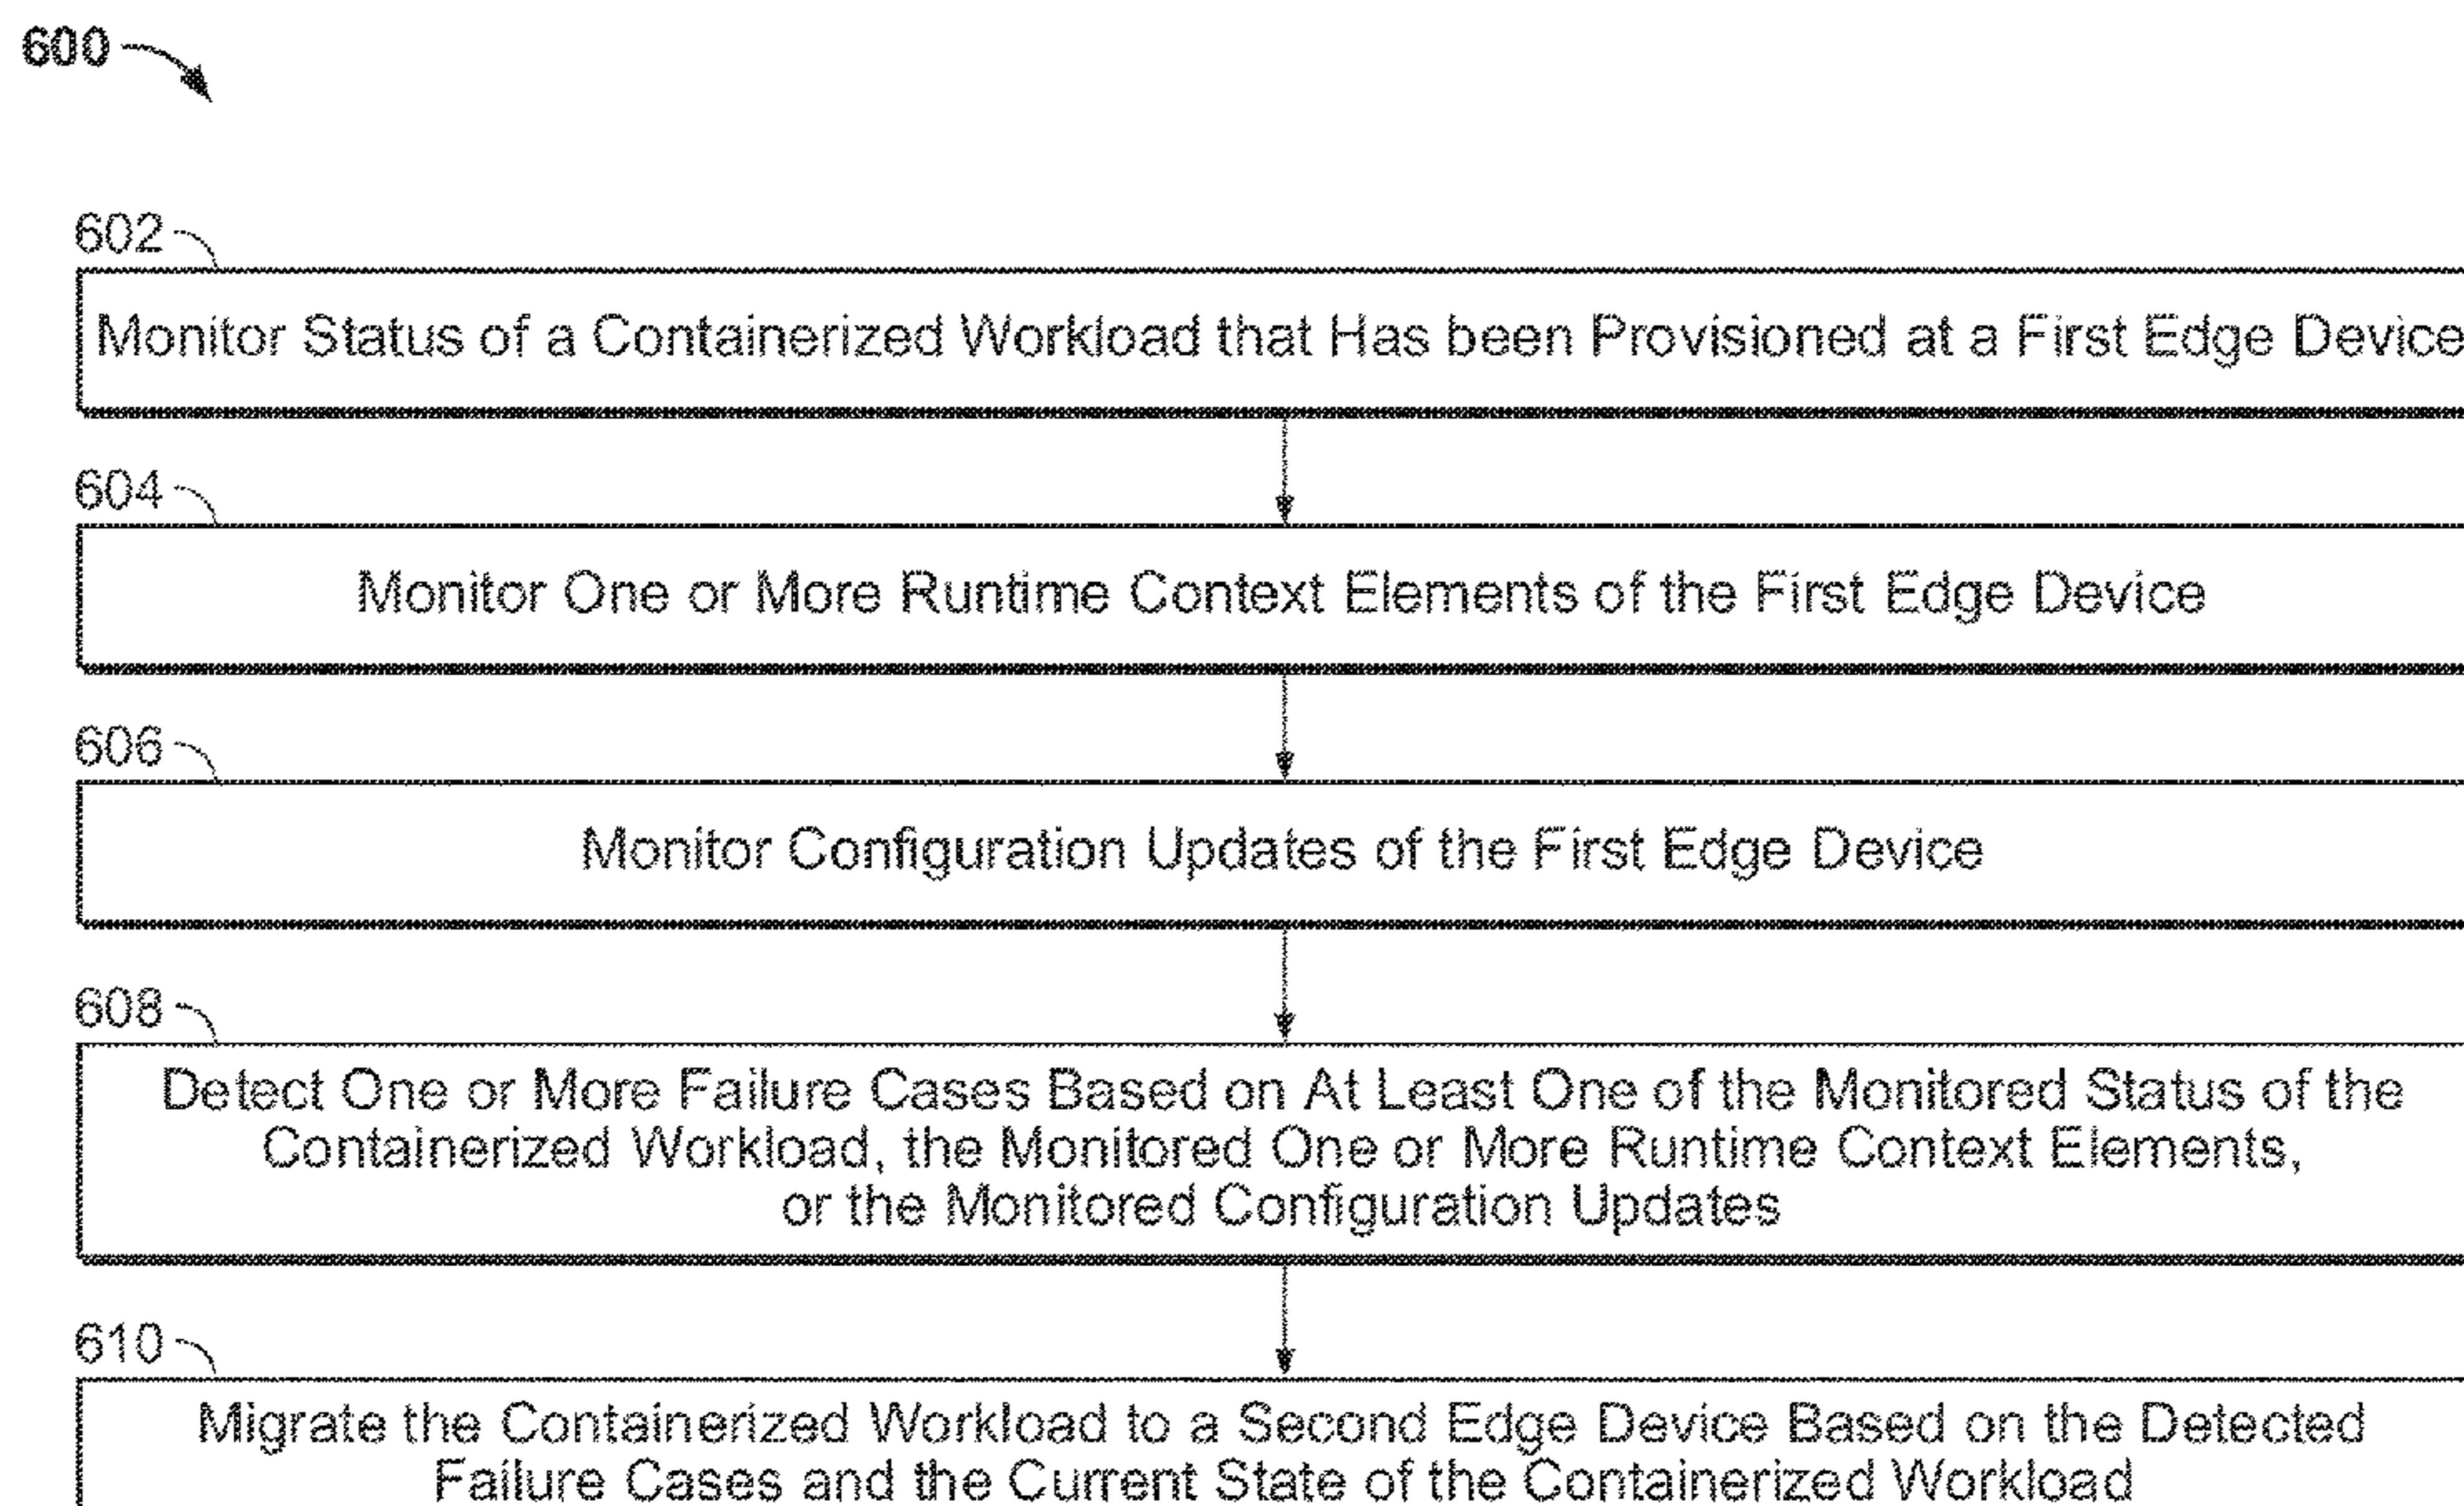 600
602
Monitor Status of a Containerized Workload that Has been Provisioned at a First Edge Device
604
Monitor One or More Runtime Context Elements of the First Edge Device
606
Monitor Configuration Updates of the First Edge Device
608
Detect One or More Failure Cases Based on At Least One of the Monitored Status of the
Containerized Workload, the Monitored One or More Runtime Context Elements,
or the Monitored Configuration Updates
610
Migrate the Containerized Workload to a Second Edge Device Based on the Detected
Failure Cases and the Current State of the Containerized Workload